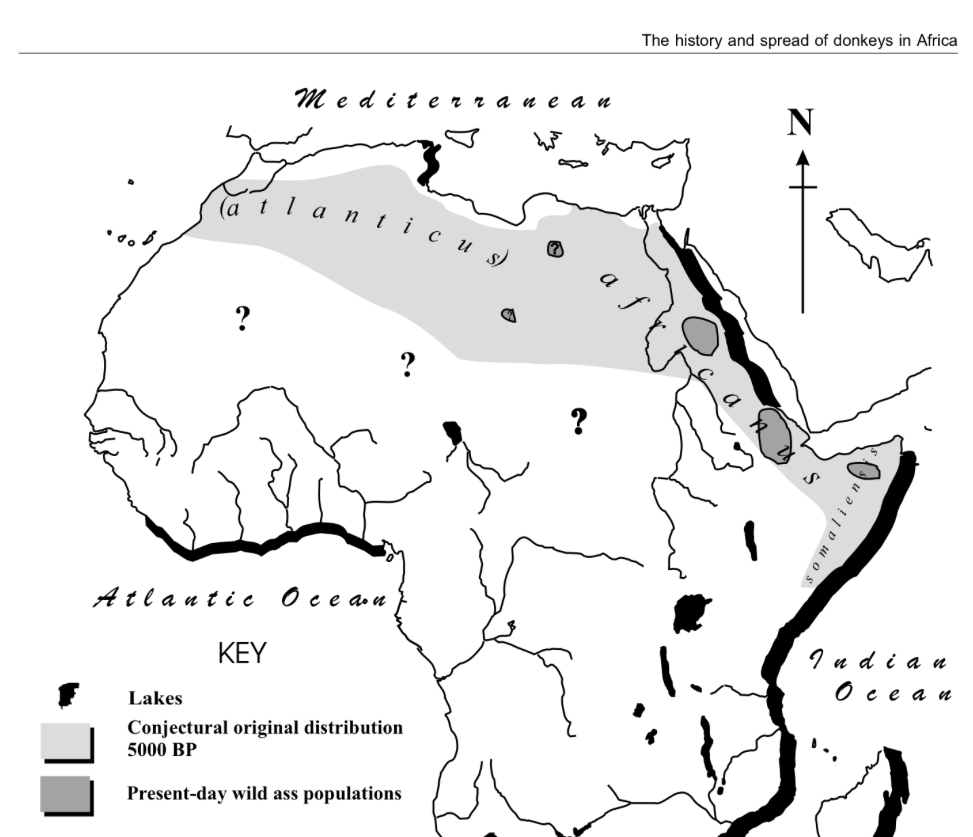 The history and spread of donkeys in Africa
Mediterranean
N
(atlanticus)
?
africanus
?
?
?
?
somaliensis
Atlantic Ocean
Indian
Ocean
KEY
Lakes
Conjectural original distribution
5000 BP
Present-day wild ass populations